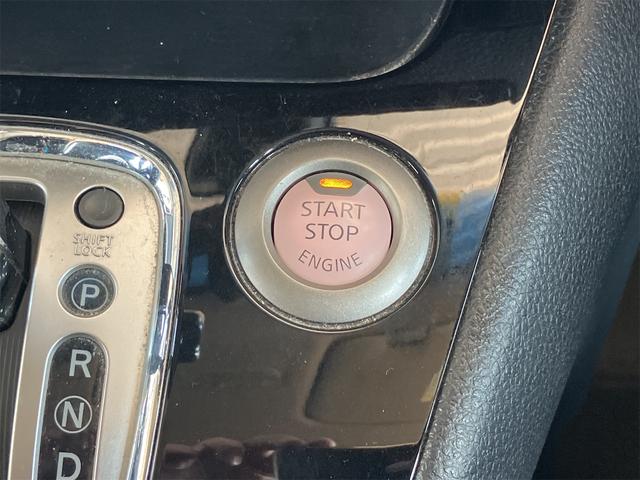 START
STOP
ENGINE
SHIFT
LOCK
P
R
N
D